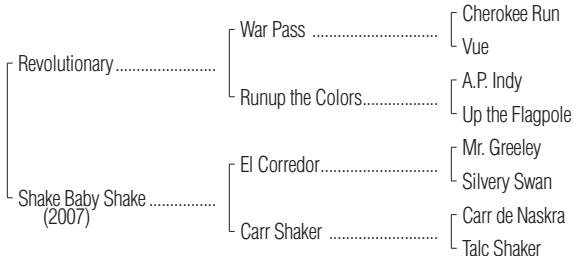 Cherokee Run
War Pass ........................
Vue
Revolutionary .......................
A.P. Indy
Runup the Colors..................
Up the Flagpole
Mr. Greeley
El Corredor...........................
Silvery Swan
Shake Baby Shake ...............
(2007)
Carr de Naskra
Carr Shaker .........................
Talc Shaker